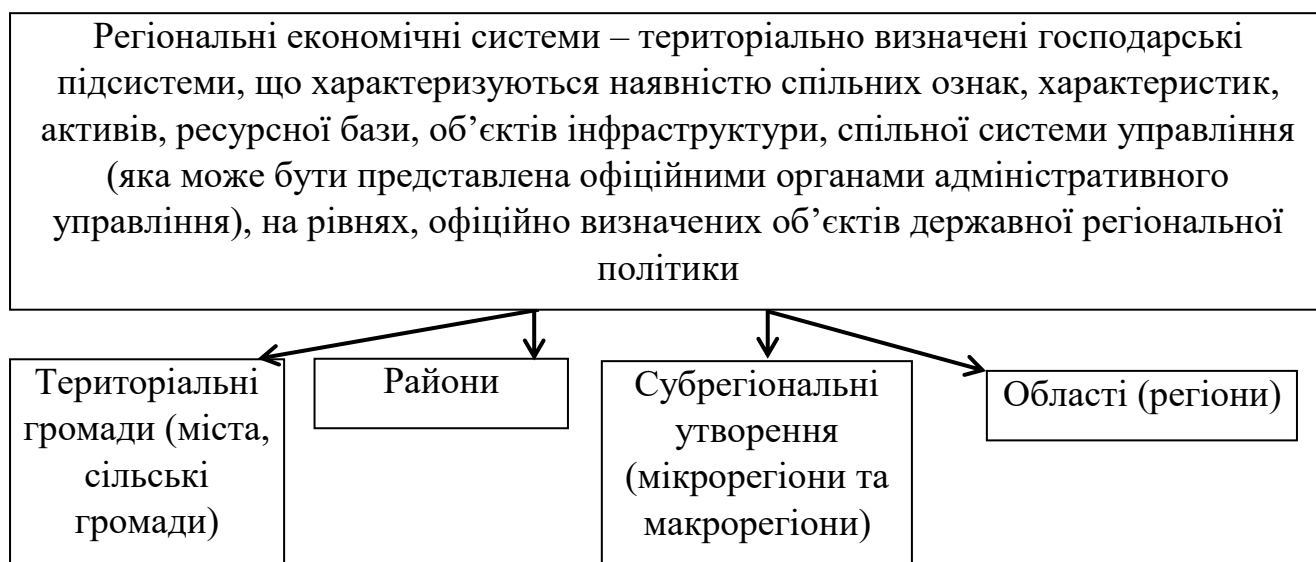 Регіональні економічні системи – територіально визначені господарські
підсистеми, що характеризуються наявністю спільних ознак, характеристик,
активів, ресурсної бази, об’єктів інфраструктури, спільної системи управління
(яка може бути представлена офіційними органами адміністративного
управління), на рівнях, офіційно визначених об’єктів державної регіональної
політики
Територіальні
громади (міста,
сільські
громади)
Райони
Субрегіональні
утворення
(мікрорегіони та
макрорегіони)
Області (регіони)